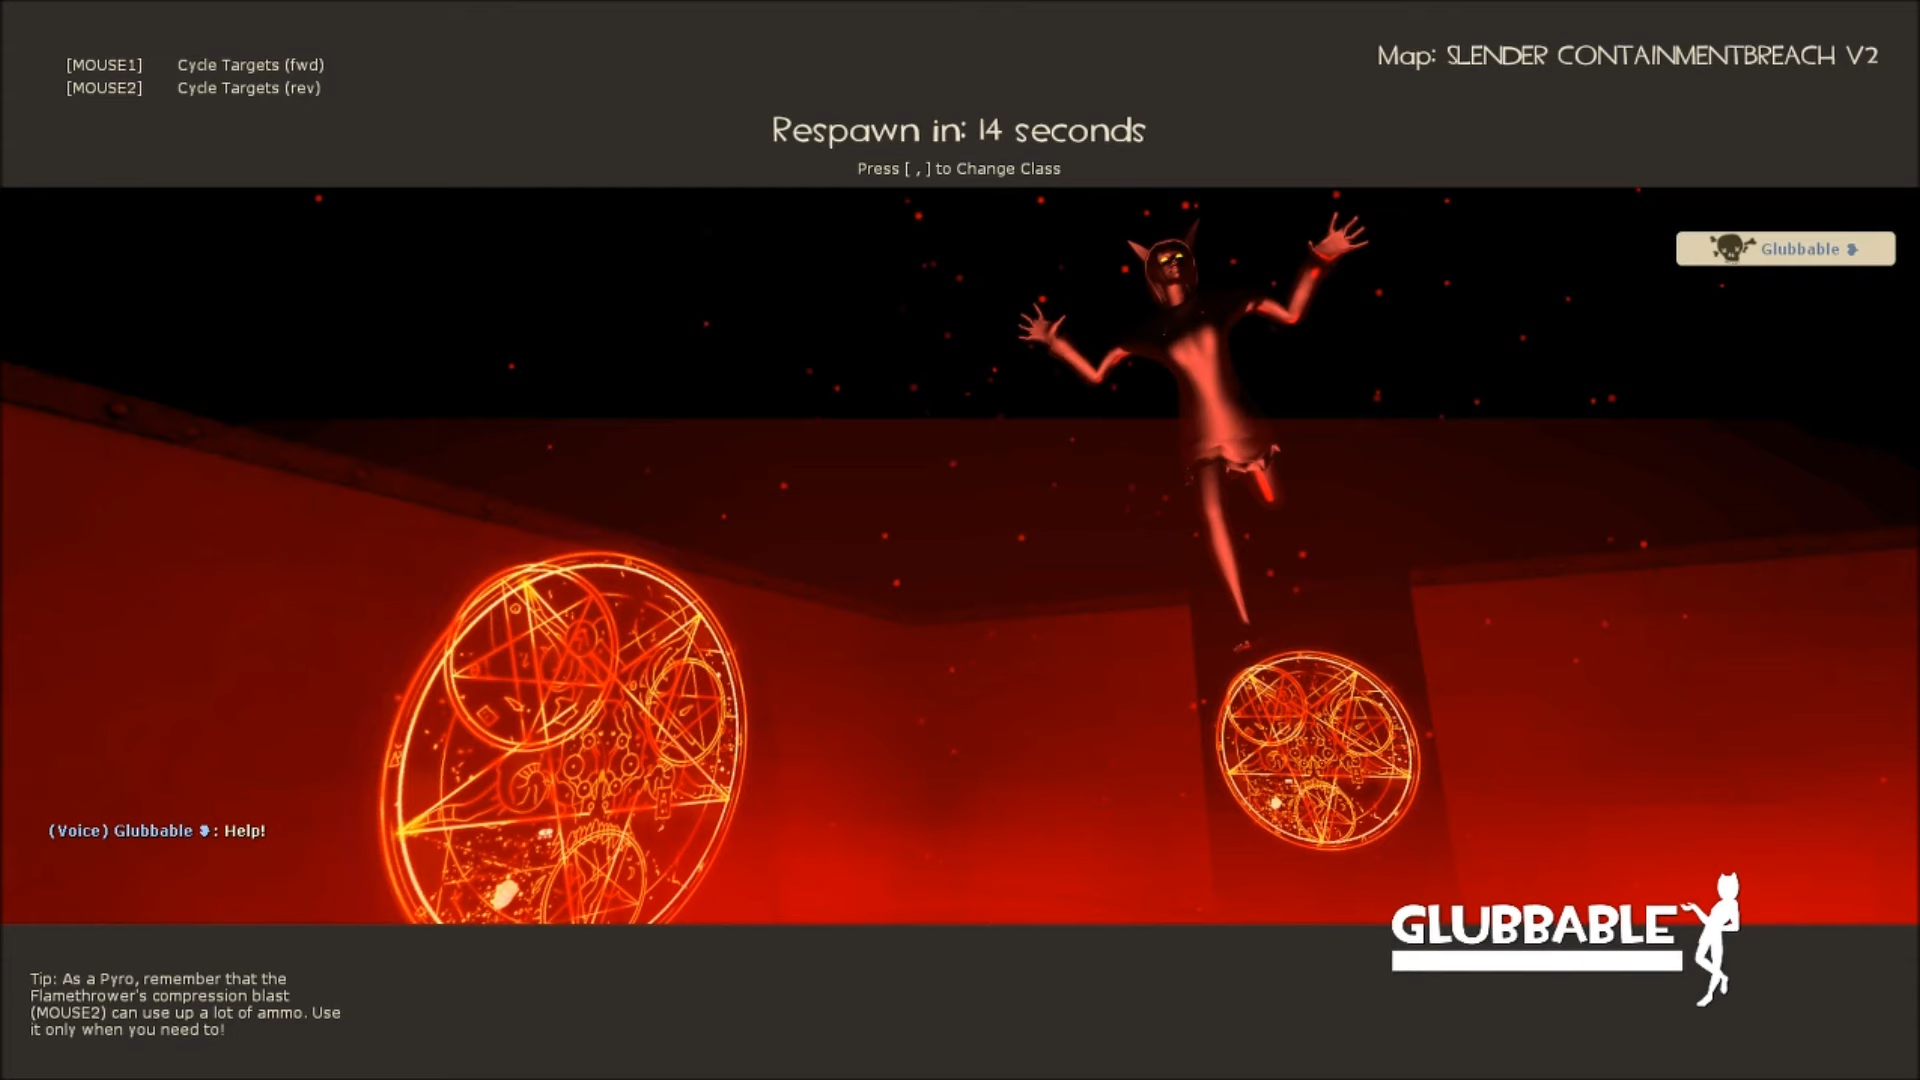 [MOUSE1] Cycle Targets (fwd)
[MOUSE2] Cycle Targets (rev)
Map: SLENDER CONTAINMENTBREACH V2
Respawn in: 14 seconds
Press [ , ] to Change Class
Glubbable ❥
(Voice) Glubbable ❥: Help!
GLUBBABLE
Tip: As a Pyro, remember that the
Flamethrower's compression blast
(MOUSE2) can use up a lot of ammo. Use
it only when you need to!